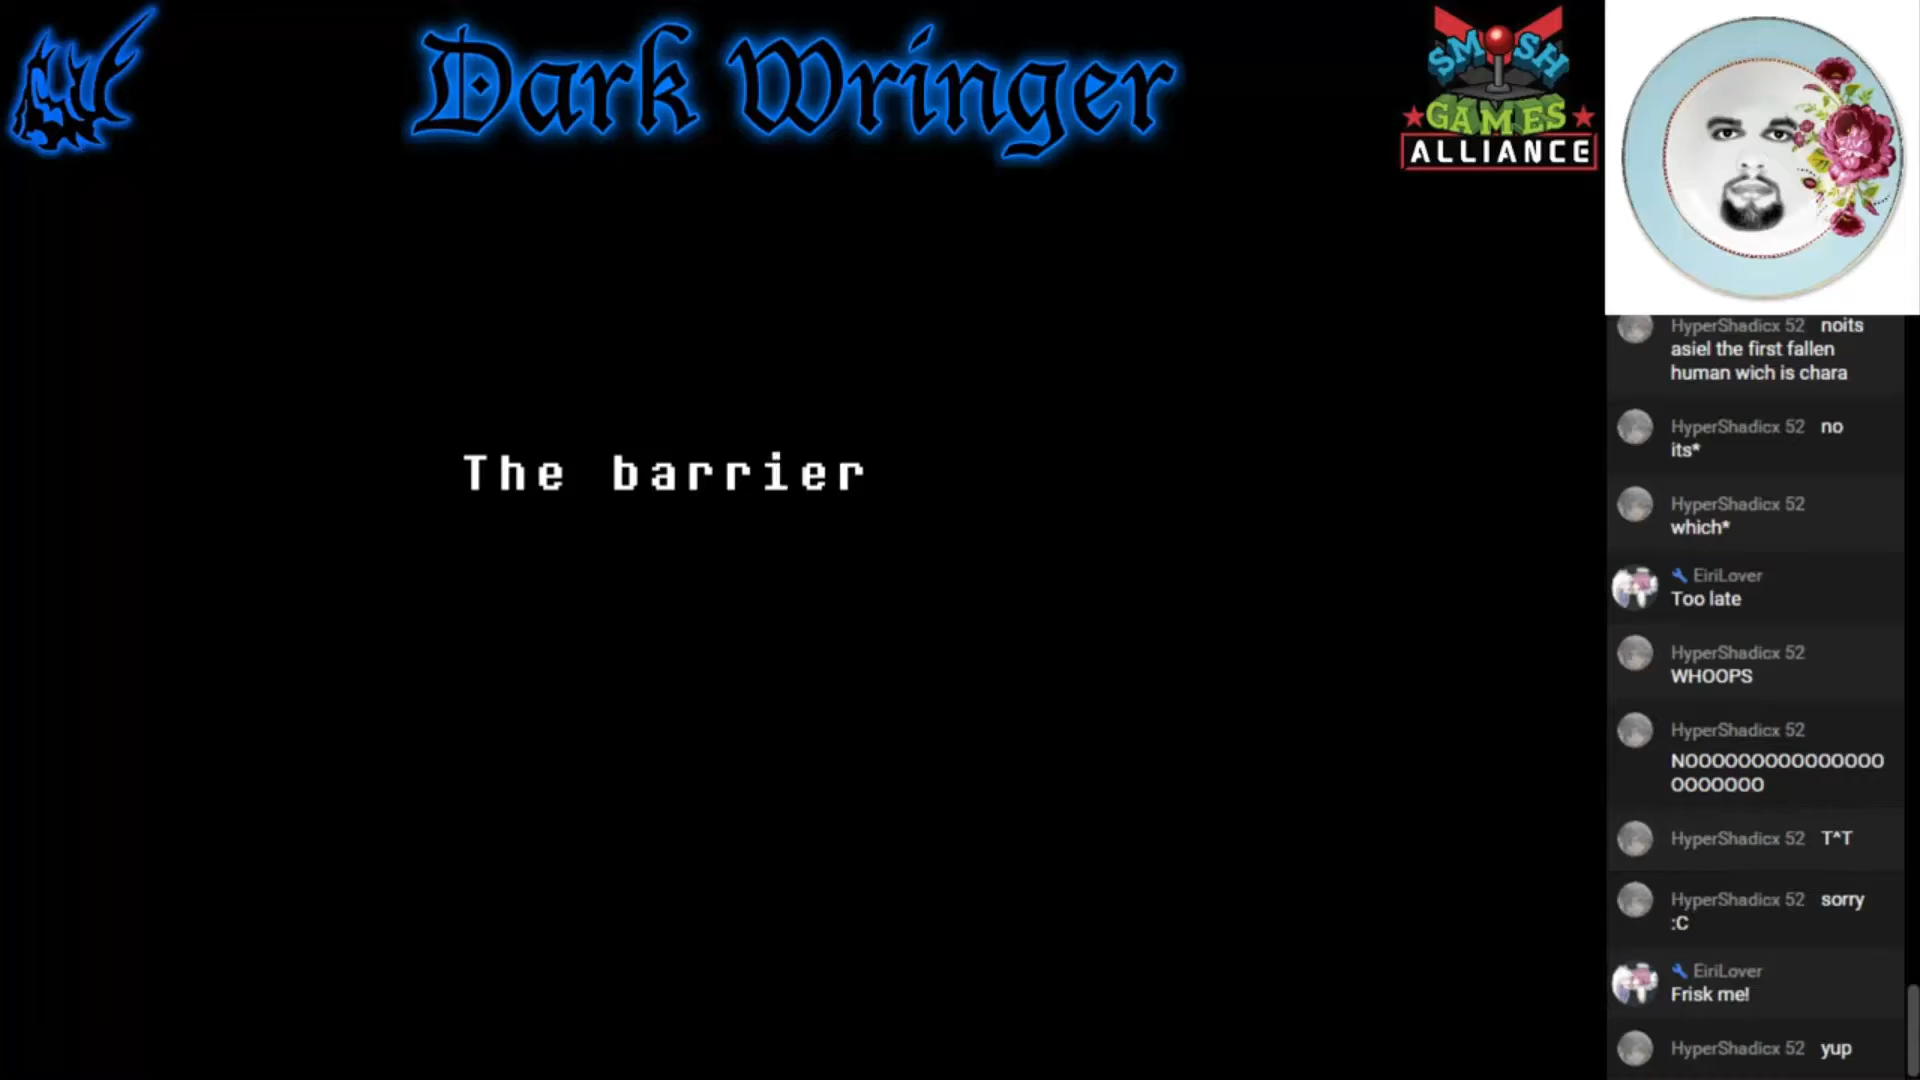 Dark Wringer
SMOSH
GAMES
ALLIANCE
The barrier
HyperShadicx 52 noits
asiel the first fallen
human wich is chara
HyperShadicx 52 no
its*
HyperShadicx 52
which*
EiriLover
Too late
HyperShadicx 52
WHOOPS
HyperShadicx 52
NOOOOOOOOOOOOOOO
OOOOOOO
HyperShadicx 52 T^T
HyperShadicx 52 sorry
:C
EiriLover
Frisk me!
HyperShadicx 52 yup